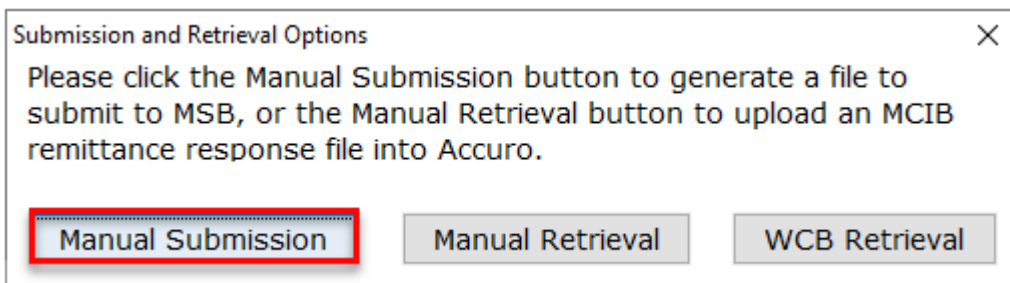 Submission and Retrieval Options
Please click the Manual Submission button to generate a file to
submit to MSB, or the Manual Retrieval button to upload an MCIB
remittance response file into Accuro.
Manual Submission Manual Retrieval WCB Retrieval